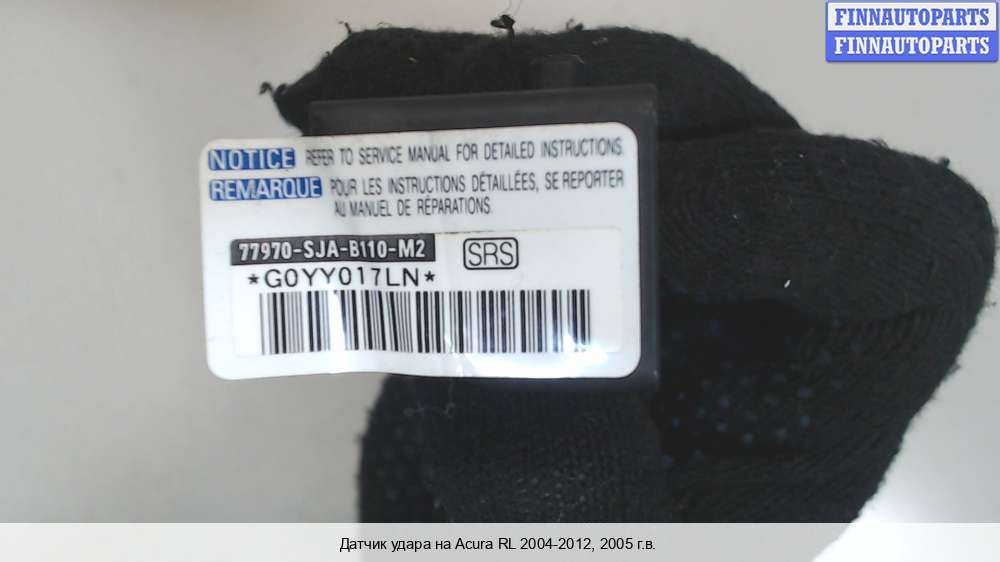 FINNAUTOPARTS
FINNAUTOPARTS
NOTICE REFER TO SERVICE MANUAL FOR DETAILED INSTRUCTIONS.
REMARQUE POUR LES INSTRUCTIONS DÉTAILLÉES, SE REPORTER
AU MANUEL DE RÉPARATIONS.
77970-SJA-B110-M2 SRS
*G0YY017LN*
Датчик удара на Acura RL 2004-2012, 2005 г.в.